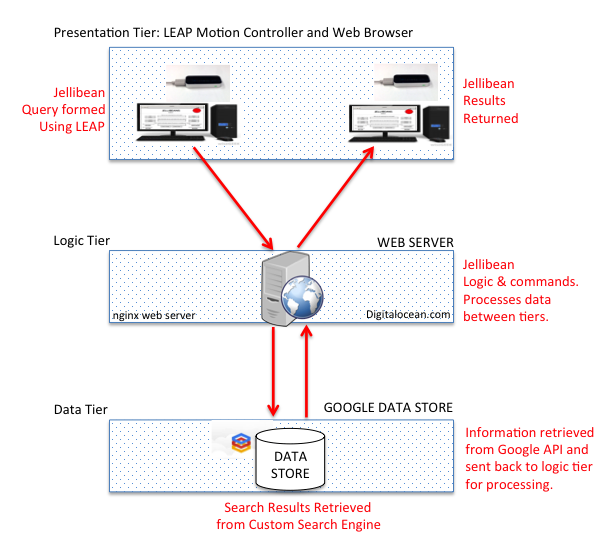 Presentation Tier: LEAP Motion Controller and Web Browser
Jellibean
Query formed
Using LEAP
Jellibean
Results
Returned
Logic Tier
WEB SERVER
nginx web server
Digitalocean.com
Jellibean
Logic & commands.
Processes data
between tiers.
Data Tier
GOOGLE DATA STORE
DATA
STORE
Information retrieved
from Google API and
sent back to logic tier
for processing.
Search Results Retrieved
from Custom Search Engine